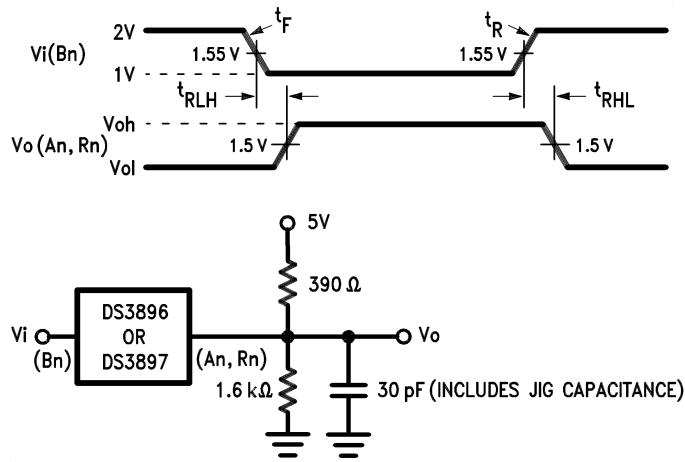 tF
tR
2V
Vi(Bn)
1.55 V
1.55 V
1V
tRLH
tRHL
Voh
Vo (An, Rn)
1.5 V
1.5 V
Vol
5V
390 Ω
DS3896
OR
DS3897
Vi
(Bn)
(An, Rn)
Vo
1.6 kΩ
30 pF (INCLUDES JIG CAPACITANCE)